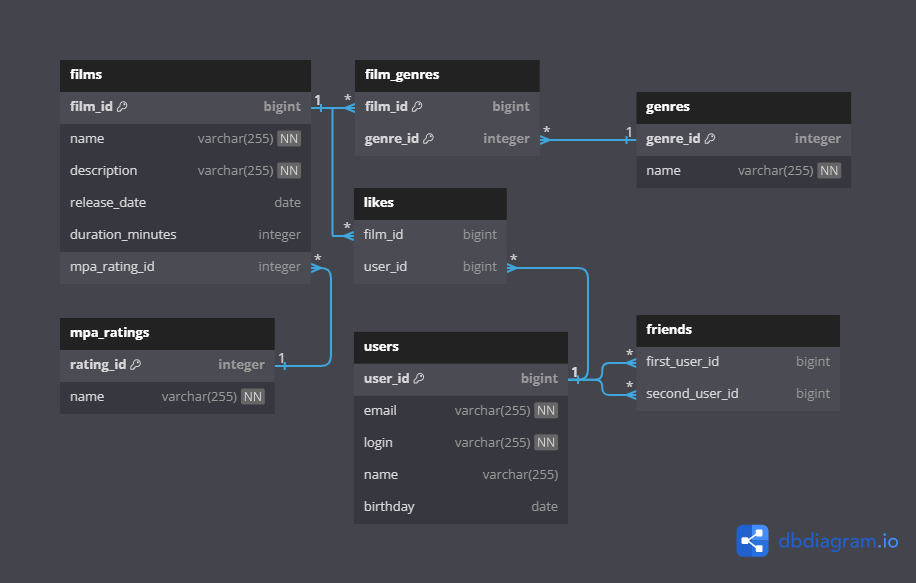 films
film_id bigint
name varchar(255) NN
description varchar(255) NN
release_date date
duration_minutes integer
mpa_rating_id integer
mpa_ratings
rating_id integer
name varchar(255) NN
film_genres
film_id bigint
genre_id integer
likes
film_id bigint
user_id bigint
users
user_id bigint
email varchar(255) NN
login varchar(255) NN
name varchar(255)
birthday date
genres
genre_id integer
name varchar(255) NN
friends
first_user_id bigint
second_user_id bigint
1
*
*
1
*
*
1
*
1
*
*
dbdiagram.io